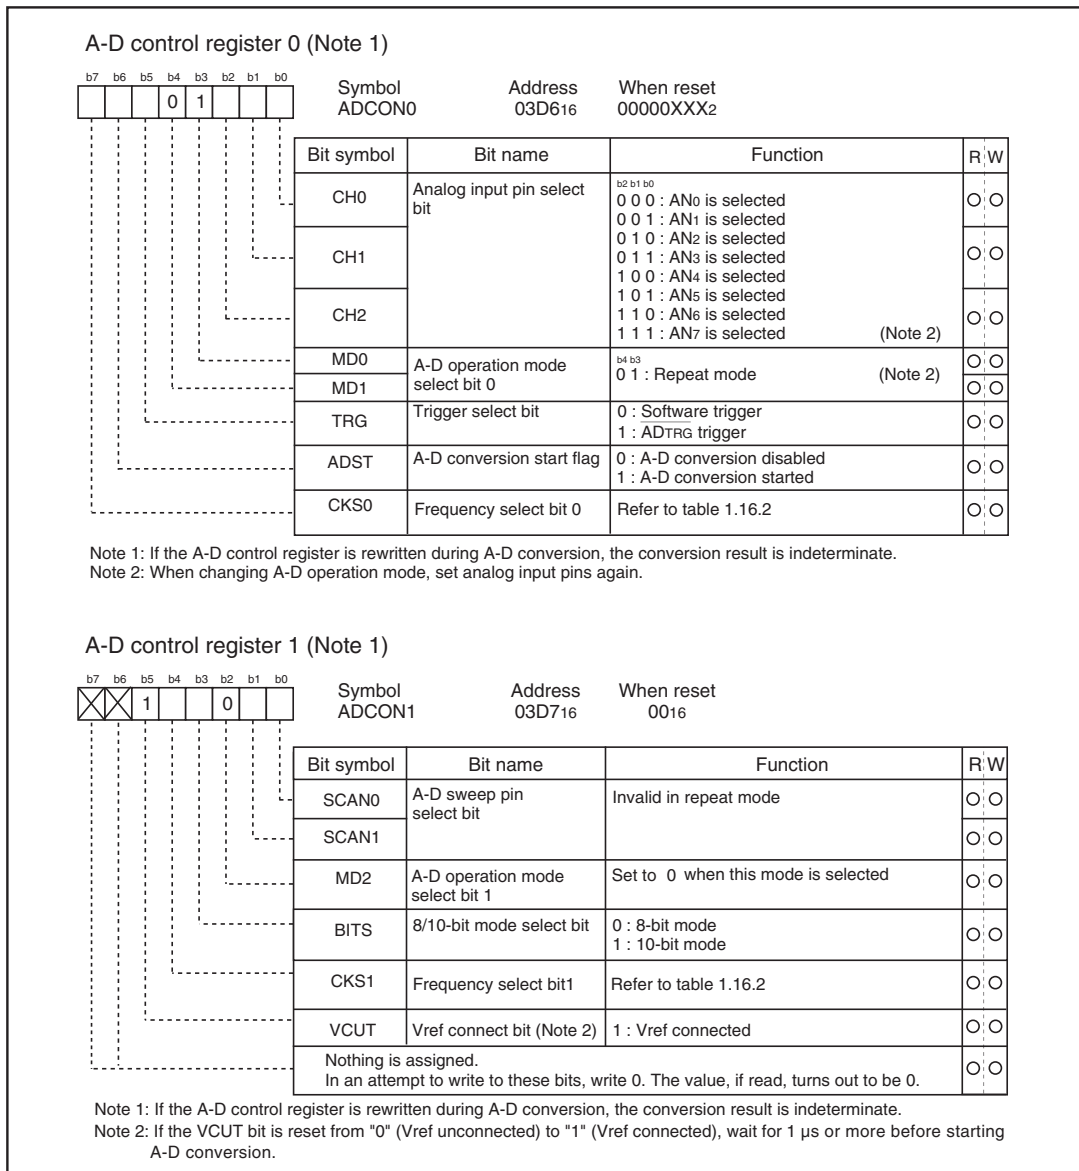 A-D control register 0 (Note 1)
b7 b6 b5 b4 b3 b2 b1 b0
0 1
Symbol Address When reset
ADCON0 03D616 00000XXX2
Bit symbol Bit name Function R W
CH0 Analog input pin select bit
b2 b1 b0
0 0 0 : AN0 is selected
0 0 1 : AN1 is selected
CH1 0 1 0 : AN2 is selected
0 1 1 : AN3 is selected
1 0 0 : AN4 is selected
1 0 1 : AN5 is selected
CH2 1 1 0 : AN6 is selected
1 1 1 : AN7 is selected (Note 2)
MD0 A-D operation mode
MD1 select bit 0
b4 b3
0 1 : Repeat mode (Note 2)
TRG Trigger select bit 0 : Software trigger
1 : ADTRG trigger
ADST A-D conversion start flag 0 : A-D conversion disabled
1 : A-D conversion started
CKS0 Frequency select bit 0 Refer to table 1.16.2
Note 1: If the A-D control register is rewritten during A-D conversion, the conversion result is indeterminate.
Note 2: When changing A-D operation mode, set analog input pins again.
A-D control register 1 (Note 1)
b7 b6 b5 b4 b3 b2 b1 b0
1 0
Symbol Address When reset
ADCON1 03D716 0016
Bit symbol Bit name Function R W
SCAN0 A-D sweep pin Invalid in repeat mode
select bit
SCAN1
MD2 A-D operation mode Set to 0 when this mode is selected
select bit 1
BITS 8/10-bit mode select bit 0 : 8-bit mode
1 : 10-bit mode
CKS1 Frequency select bit1 Refer to table 1.16.2
VCUT Vref connect bit (Note 2) 1 : Vref connected
Nothing is assigned.
In an attempt to write to these bits, write 0. The value, if read, turns out to be 0.
Note 1: If the A-D control register is rewritten during A-D conversion, the conversion result is indeterminate.
Note 2: If the VCUT bit is reset from "0" (Vref unconnected) to "1" (Vref connected), wait for 1 µs or more before starting
A-D conversion.